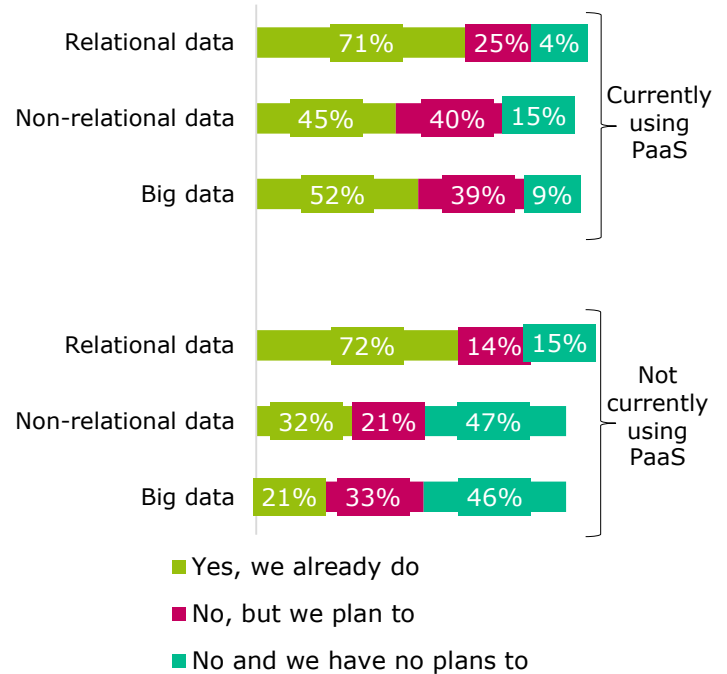 Relational data 71% 25% 4%
Non-relational data 45% 40% 15%
Big data 52% 39% 9%
Currently
using
PaaS
Relational data 72% 14% 15%
Non-relational data 32% 21% 47%
Big data 21% 33% 46%
Not
currently
using
PaaS
Yes, we already do
No, but we plan to
No and we have no plans to